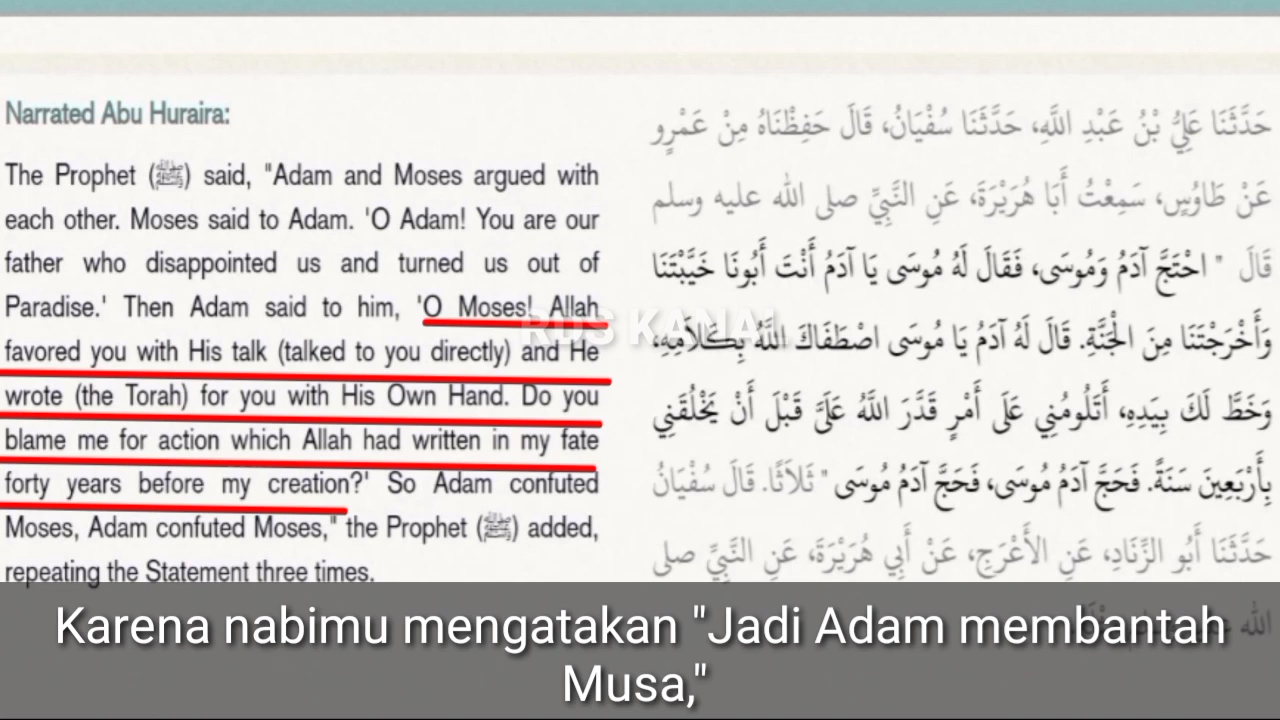 Narrated Abu Huraira:
The Prophet (ﷺ) said, "Adam and Moses argued with
each other. Moses said to Adam. 'O Adam! You are our
father who disappointed us and turned us out of
Paradise.' Then Adam said to him, 'O Moses! Allah
favored you with His talk (talked to you directly) and He
wrote (the Torah) for you with His Own Hand. Do you
blame me for action which Allah had written in my fate
forty years before my creation?' So Adam confuted
Moses, Adam confuted Moses," the Prophet (ﷺ) added,
repeating the Statement three times.
حَدَّثَنَا عَلِيُّ بْنُ عَبْدِ اللَّهِ، حَدَّثَنَا سُفْيَانُ، قَالَ حَفِظْنَاهُ مِنْ عَمْرٍو
عَنْ طَاوُسٍ، سَمِعْتُ أَبَا هُرَيْرَةَ، عَنِ النَّبِيِّ صلى الله عليه وسلم
قَالَ " احْتَجَّ آدَمُ وَمُوسَى، فَقَالَ لَهُ مُوسَى يَا آدَمُ أَنْتَ أَبُونَا خَيَّبْتَنَا
وَأَخْرَجْتَنَا مِنَ الْجَنَّةِ. قَالَ لَهُ آدَمُ يَا مُوسَى اصْطَفَاكَ اللَّهُ بِكَلاَمِهِ،
وَخَطَّ لَكَ بِيَدِهِ، أَتَلُومُنِي عَلَى أَمْرٍ قَدَّرَ اللَّهُ عَلَىَّ قَبْلَ أَنْ يَخْلُقَنِي
بِأَرْبَعِينَ سَنَةً. فَحَجَّ آدَمُ مُوسَى، فَحَجَّ آدَمُ مُوسَى " ثَلاَثًا. قَالَ سُفْيَانُ
حَدَّثَنَا أَبُو الزِّنَادِ، عَنِ الأَعْرَجِ، عَنْ أَبِي هُرَيْرَةَ، عَنِ النَّبِيِّ صلى
الله
RDS KANAL
Karena nabimu mengatakan "Jadi Adam membantah
Musa,"